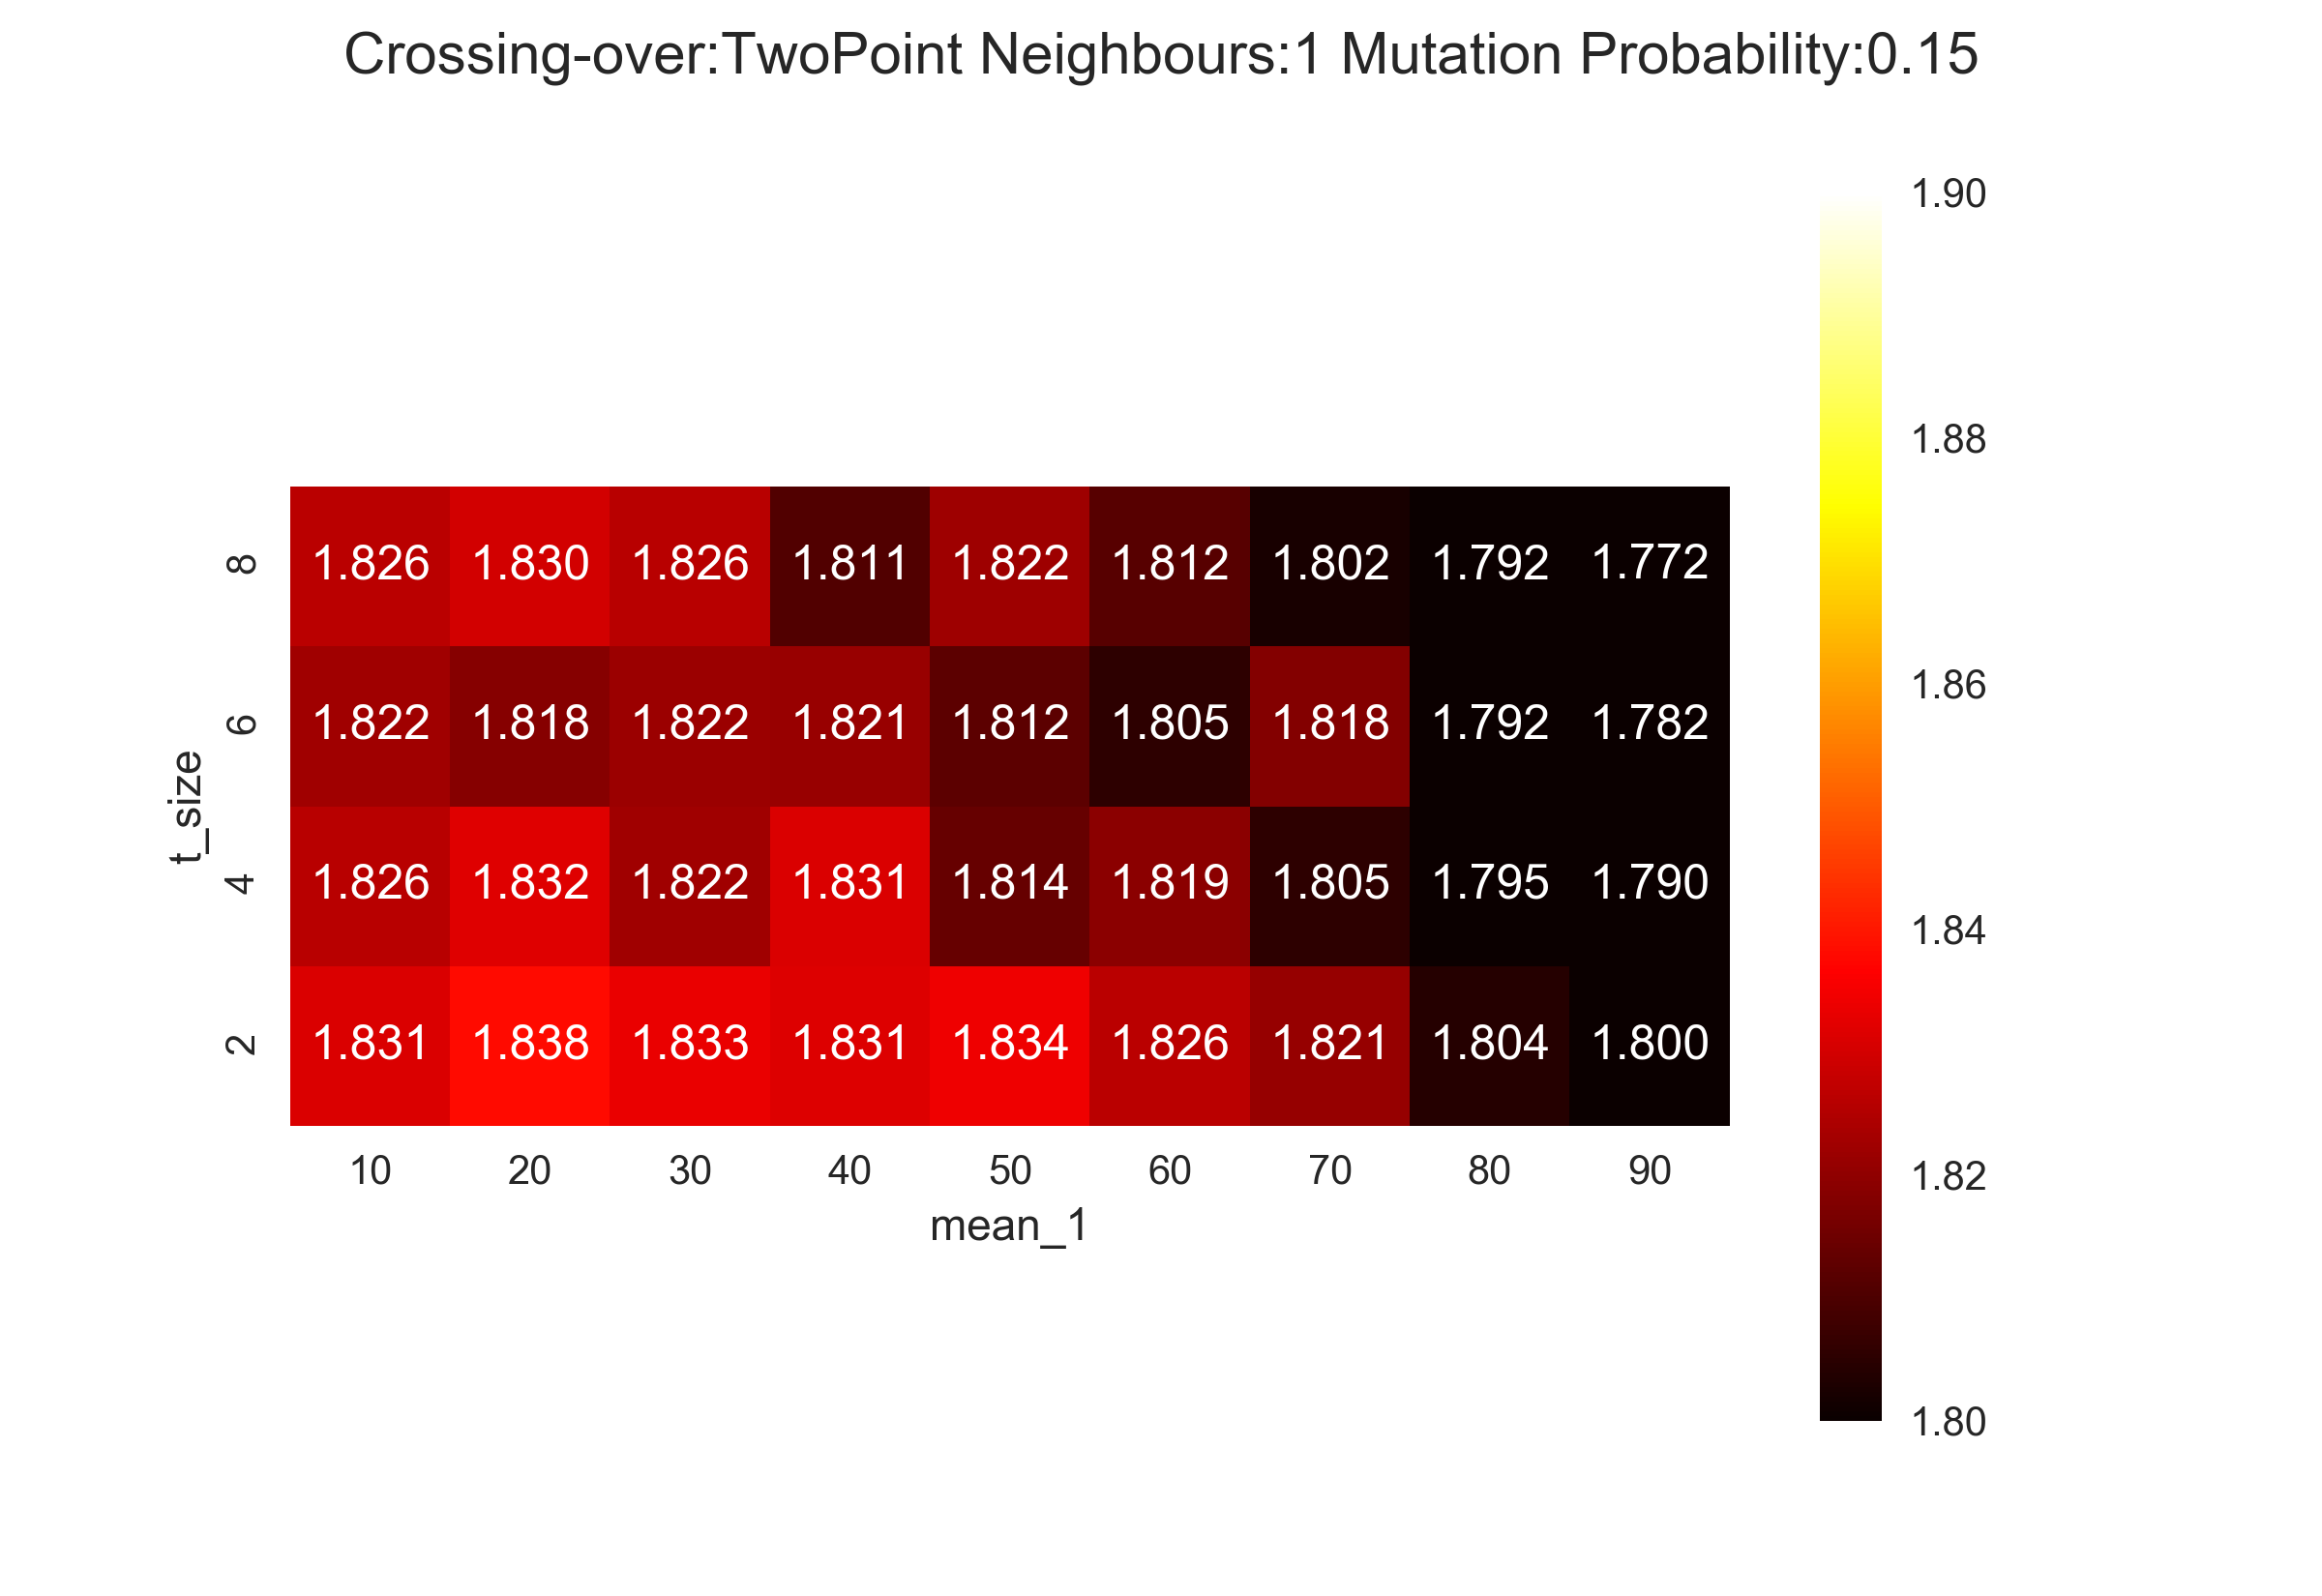 Crossing-over:TwoPoint Neighbours:1 Mutation Probability:0.15
t_size
8 1.826 1.830 1.826 1.811 1.822 1.812 1.802 1.792 1.772
6 1.822 1.818 1.822 1.821 1.812 1.805 1.818 1.792 1.782
4 1.826 1.832 1.822 1.831 1.814 1.819 1.805 1.795 1.790
2 1.831 1.838 1.833 1.831 1.834 1.826 1.821 1.804 1.800
10 20 30 40 50 60 70 80 90
mean_1
1.90
1.88
1.86
1.84
1.82
1.80